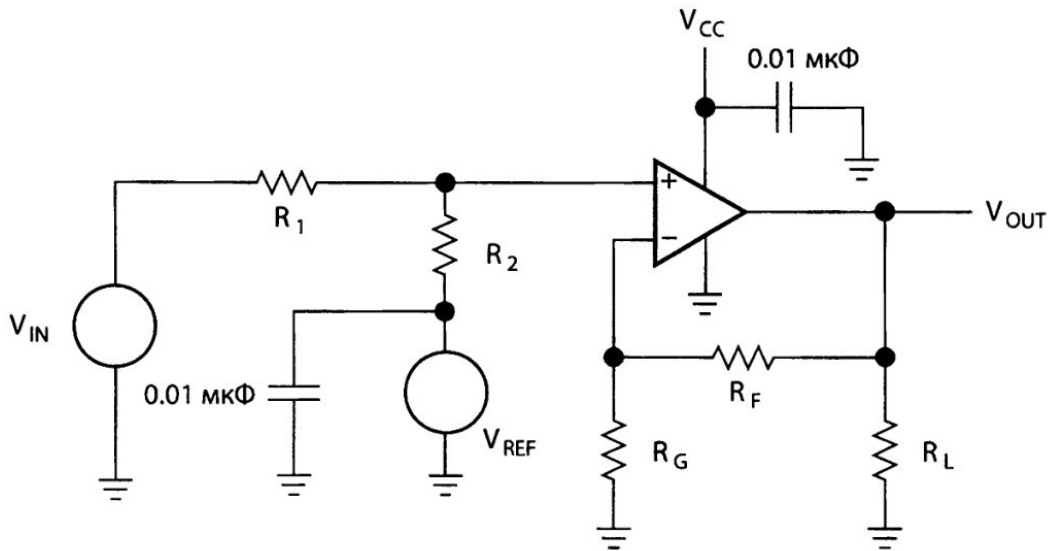 V_CC
0.01 мкФ
R_1
+
−
V_OUT
R_2
V_IN
0.01 мкФ
V_REF
R_F
R_G
R_L